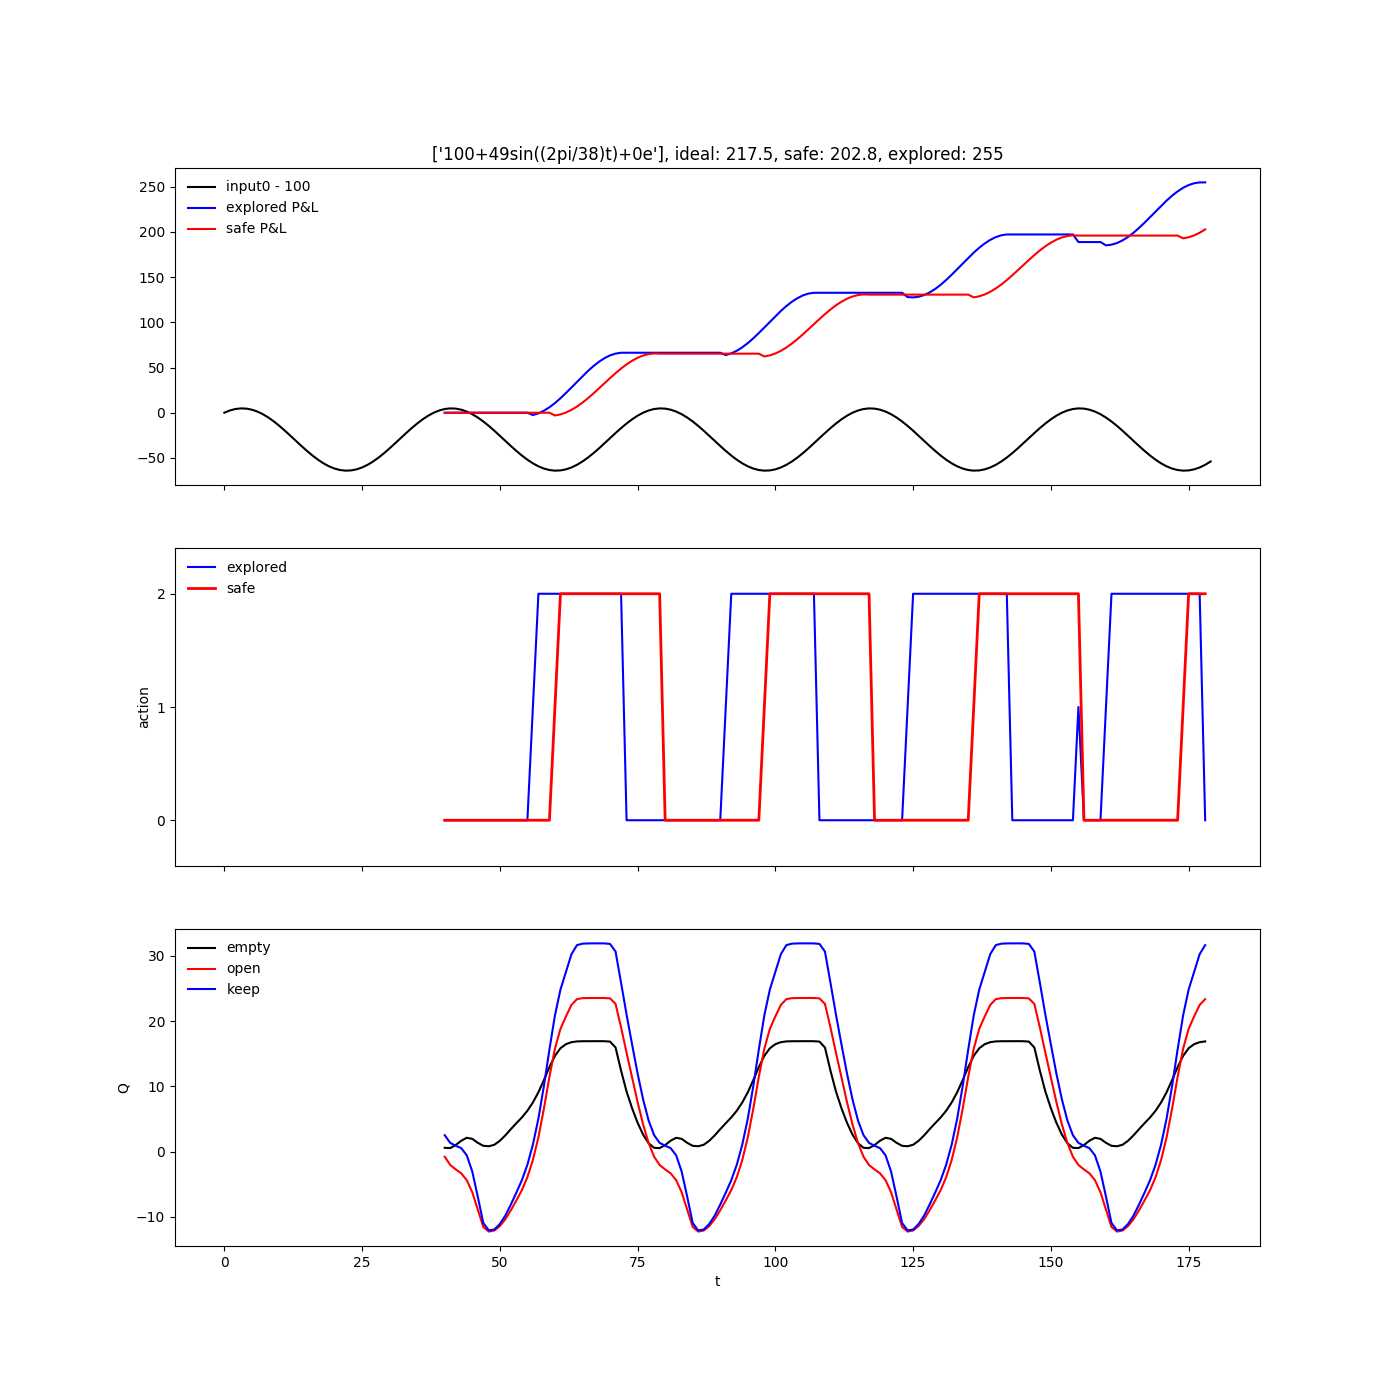 ['100+49sin((2pi/38)t)+0e'], ideal: 217.5, safe: 202.8, explored: 255
input0 - 100
explored P&L
safe P&L
250
200
150
100
50
0
−50
explored
safe
2
1
0
action
empty
open
keep
30
20
10
0
−10
Q
0 25 50 75 100 125 150 175
t